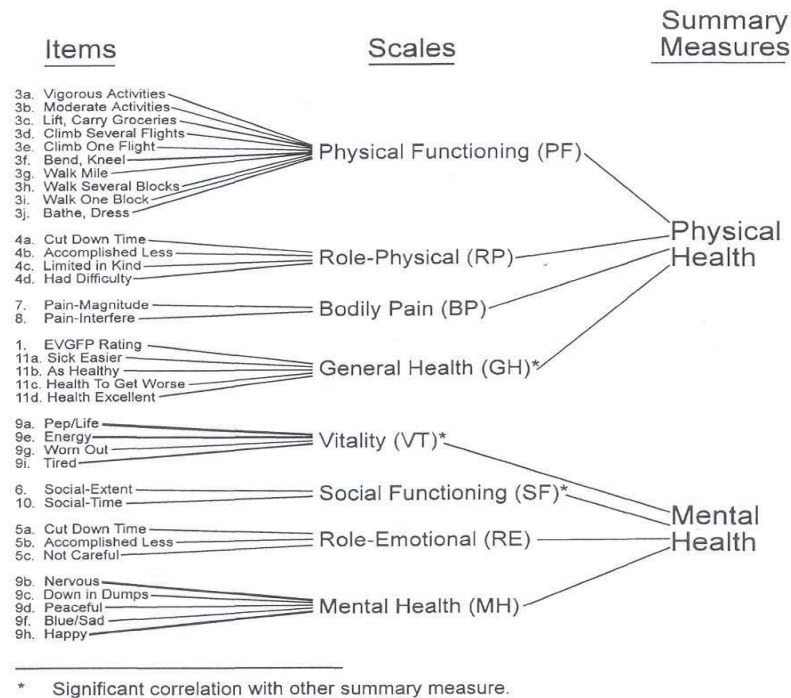 Items
Scales
Summary
Measures
3a. Vigorous Activities
3b. Moderate Activities
3c. Lift, Carry Groceries
3d. Climb Several Flights
3e. Climb One Flight
3f. Bend, Kneel
3g. Walk Mile
3h. Walk Several Blocks
3i. Walk One Block
3j. Bathe, Dress
Physical Functioning (PF)
4a. Cut Down Time
4b. Accomplished Less
4c. Limited in Kind
4d. Had Difficulty
Role-Physical (RP)
7. Pain-Magnitude
8. Pain-Interfere
Bodily Pain (BP)
1. EVGFP Rating
11a. Sick Easier
11b. As Healthy
11c. Health To Get Worse
11d. Health Excellent
General Health (GH)*
Physical
Health
9a. Pep/Life
9e. Energy
9g. Worn Out
9i. Tired
Vitality (VT)*
6. Social-Extent
10. Social-Time
Social Functioning (SF)*
5a. Cut Down Time
5b. Accomplished Less
5c. Not Careful
Role-Emotional (RE)
9b. Nervous
9c. Down in Dumps
9d. Peaceful
9f. Blue/Sad
9h. Happy
Mental Health (MH)
Mental
Health
* Significant correlation with other summary measure.